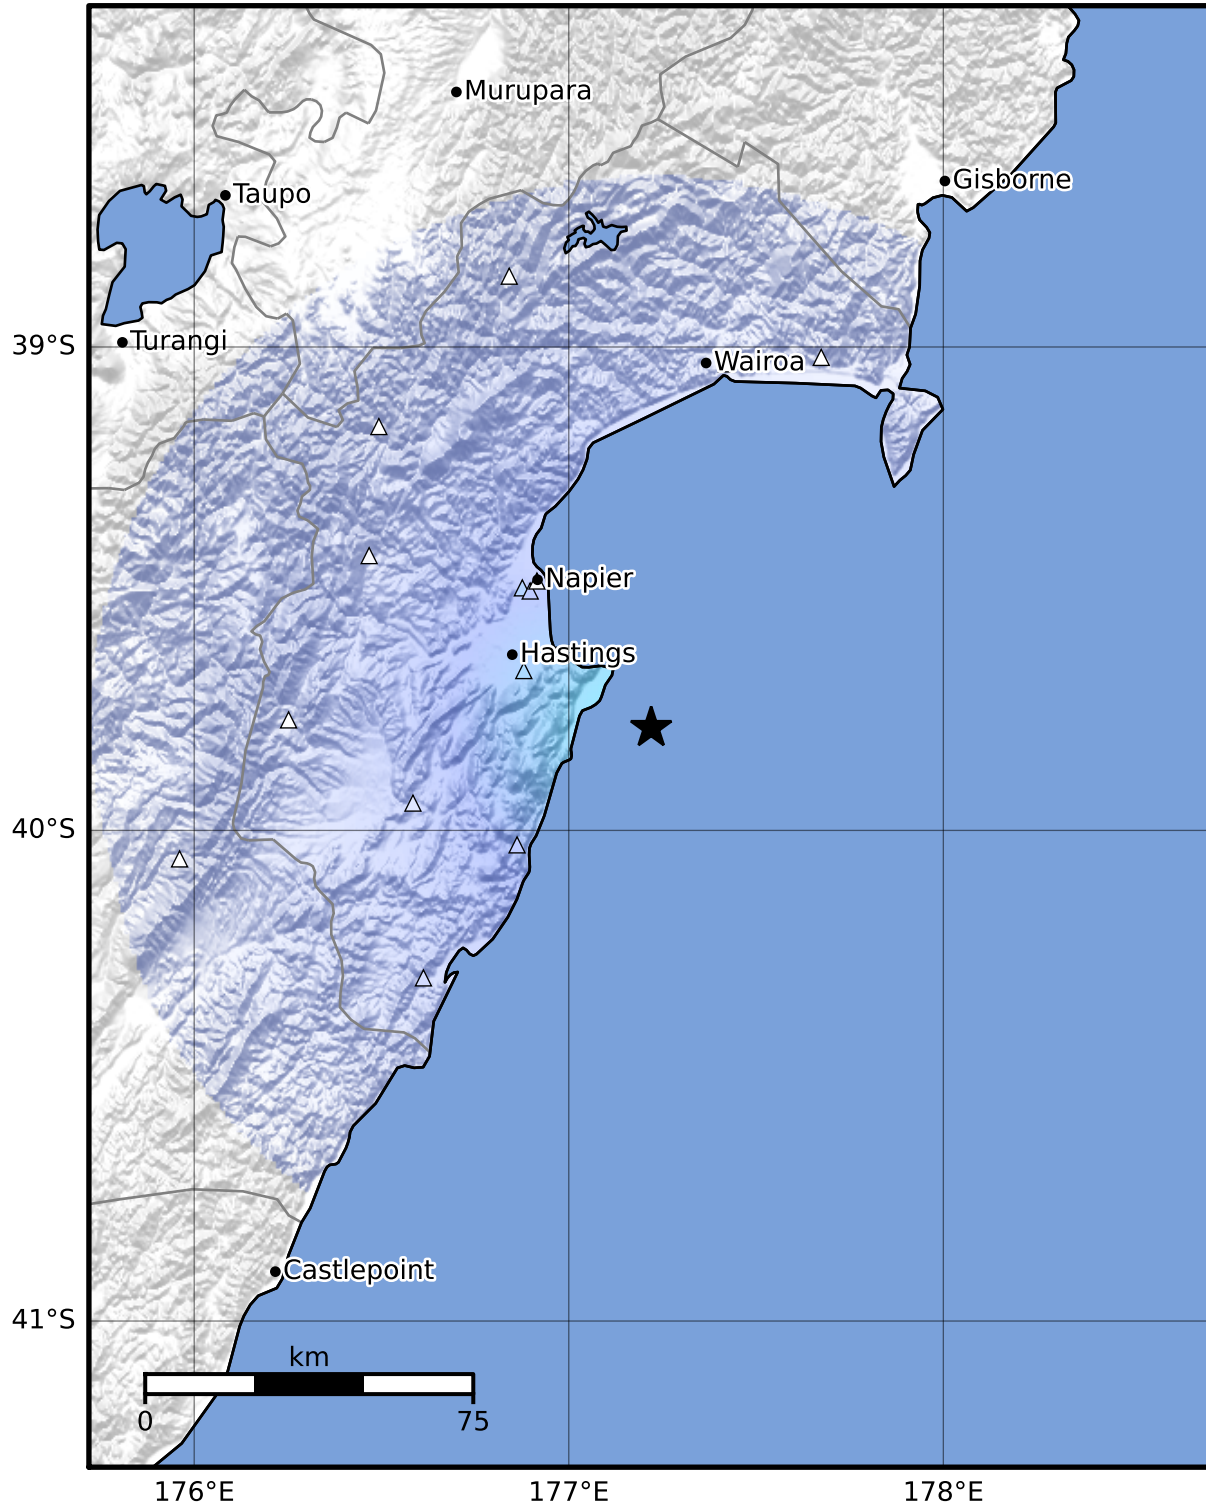 Murupara
Gisborne
Taupo
Turangi
39°S
Wairoa
Napier
Hastings
40°S
Castlepoint
41°S
km
0 75
176°E 177°E 178°E